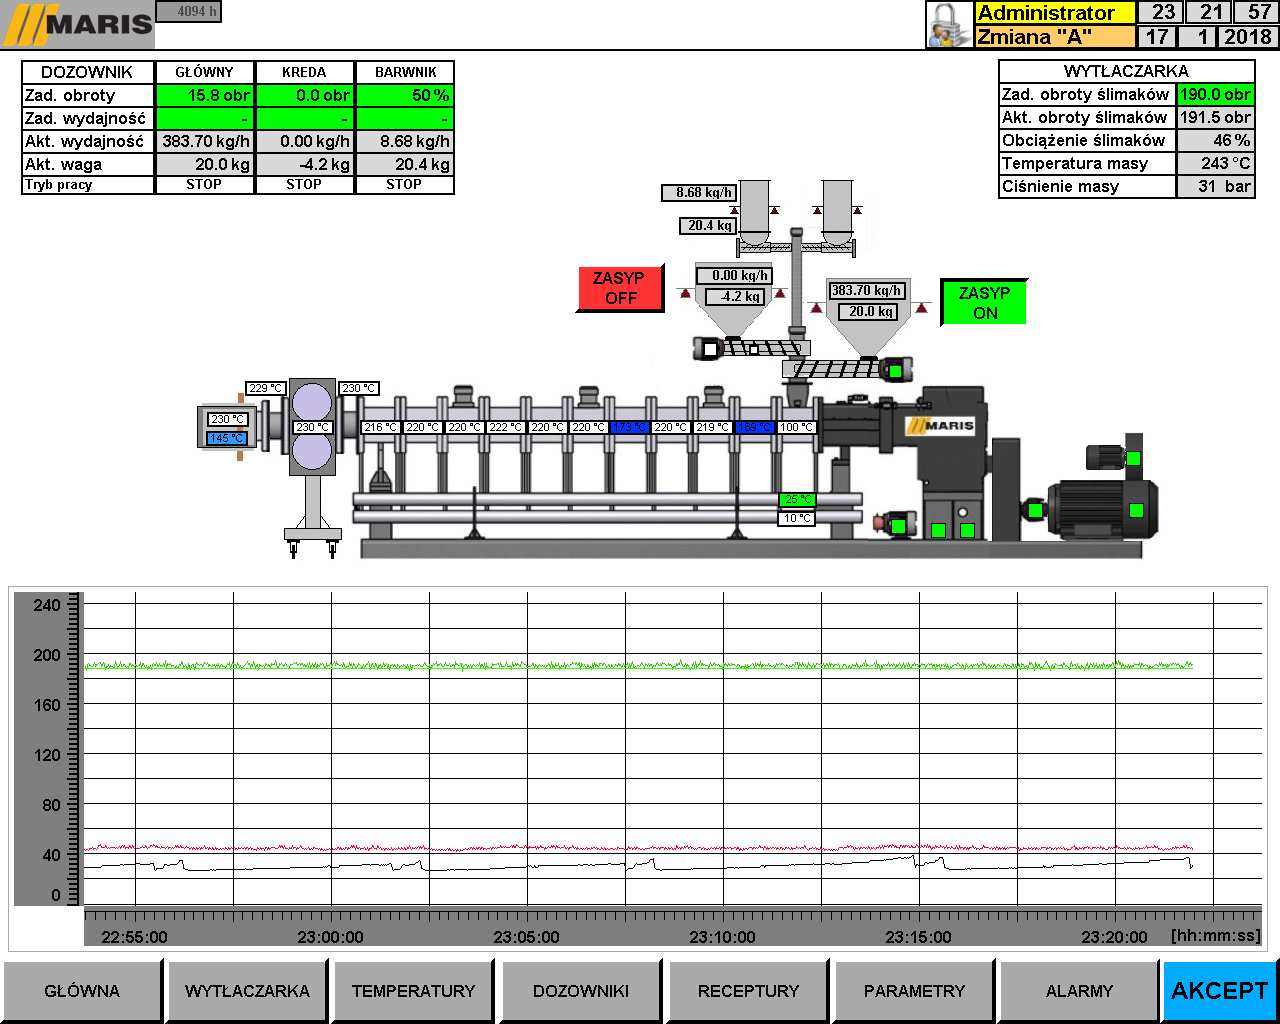 MARIS
4094 h
Administrator 23 21 57
Zmiana "A" 17 1 2018
DOZOWNIK GŁÓWNY KREDA BARWNIK
Zad. obroty 15.8 obr 0.0 obr 50 %
Zad. wydajność - - -
Akt. wydajność 383.70 kg/h 0.00 kg/h 8.68 kg/h
Akt. waga 20.0 kg -4.2 kg 20.4 kg
Tryb pracy STOP STOP STOP
WYTŁACZARKA
Zad. obroty ślimaków 190.0 obr
Akt. obroty ślimaków 191.5 obr
Obciążenie ślimaków 46 %
Temperatura masy 243 °C
Ciśnienie masy 31 bar
8.68 kg/h
20.4 kg
ZASYP
OFF
0.00 kg/h
-4.2 kg
383.70 kg/h
20.0 kg
ZASYP
ON
229 °C 230 °C
230 °C
145 °C
230 °C 216 °C 220 °C 220 °C 222 °C 220 °C 220 °C 173 °C 220 °C 219 °C 189 °C 100 °C
MARIS
25 °C
10 °C
240
200
160
120
80
40
0
22:55:00 23:00:00 23:05:00 23:10:00 23:15:00 23:20:00 [hh:mm:ss]
GŁÓWNA WYTŁACZARKA TEMPERATURY DOZOWNIKI RECEPTURY PARAMETRY ALARMY AKCEPT